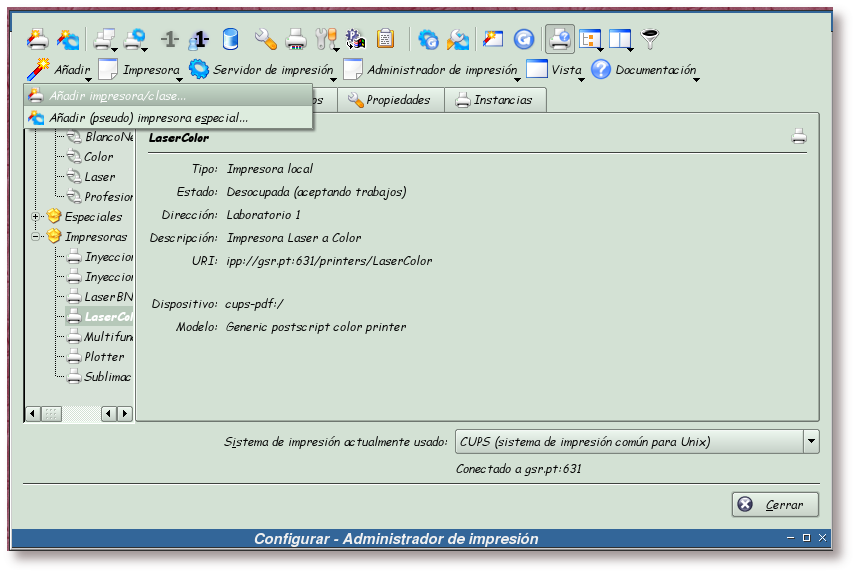 Añadir Impresora Servidor de impresión Administrador de impresión Vista Documentación
Añadir impresora/clase...
Añadir (pseudo) impresora especial...
os Propiedades Instancias
BlancoNe
Color
Laser
Profesion
Especiales
Impresoras
Inyeccion
Inyeccion
LaserBN
LaserCol
Multifun
Plotter
Sublimac
LaserColor
Tipo: Impresora local
Estado: Desocupada (aceptando trabajos)
Dirección: Laboratorio 1
Descripción: Impresora Laser a Color
URI: ipp://gsr.pt:631/printers/LaserColor
Dispositivo: cups-pdf:/
Modelo: Generic postscript color printer
Sistema de impresión actualmente usado: CUPS (sistema de impresión común para Unix)
Conectado a gsr.pt:631
Cerrar
Configurar - Administrador de impresión